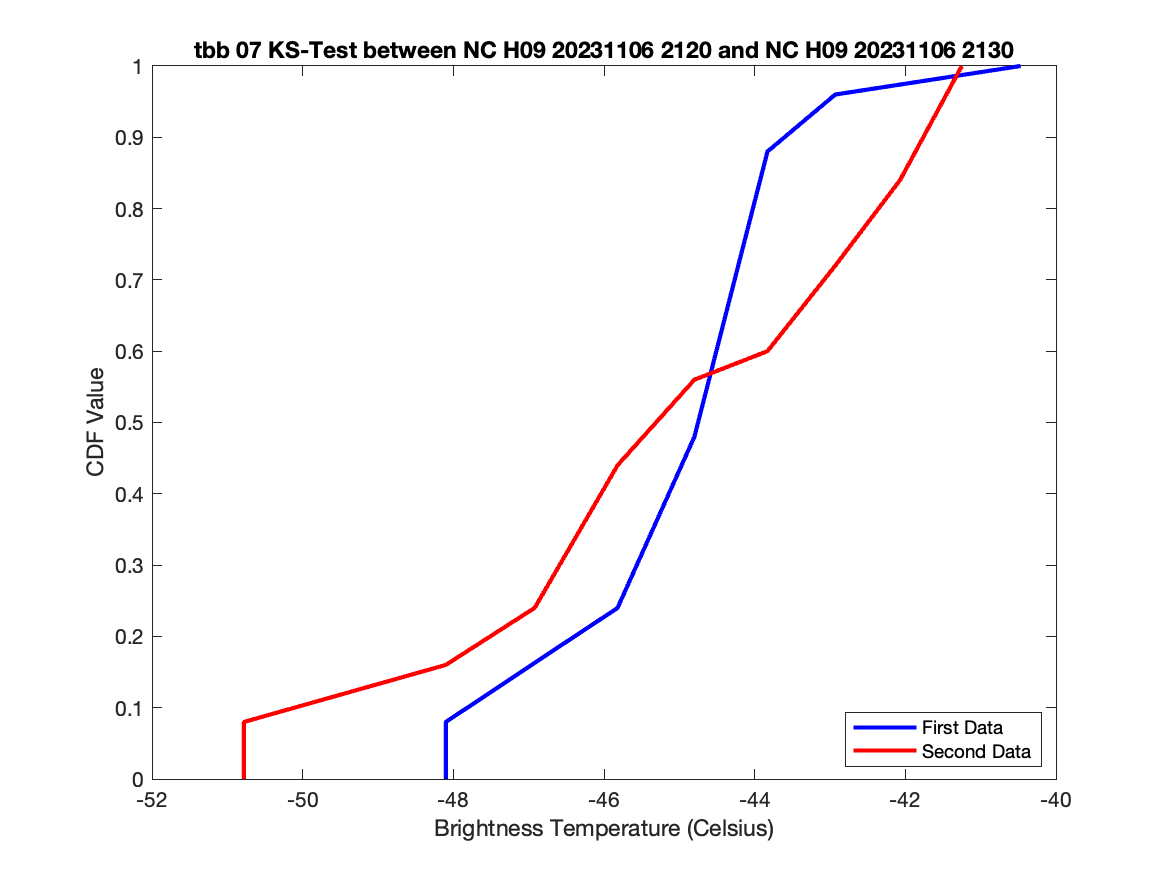 tbb 07 KS-Test between NC H09 20231106 2120 and NC H09 20231106 2130
1
0.9
0.8
0.7
0.6
0.5
0.4
0.3
0.2
0.1
0
CDF Value
First Data
Second Data
-52 -50 -48 -46 -44 -42 -40
Brightness Temperature (Celsius)